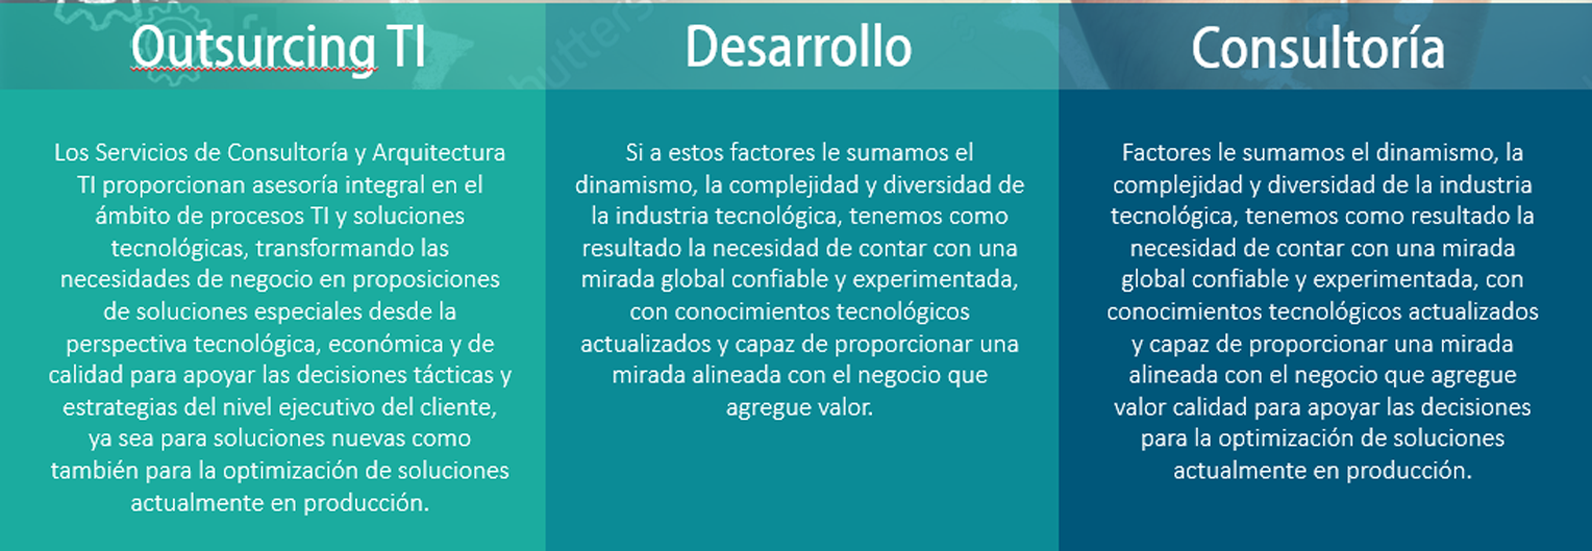 Outsurcing TI
Los Servicios de Consultoría y Arquitectura
TI proporcionan asesoría integral en el
ámbito de procesos TI y soluciones
tecnológicas, transformando las
necesidades de negocio en proposiciones
de soluciones especiales desde la
perspectiva tecnológica, económica y de
calidad para apoyar las decisiones tácticas y
estrategias del nivel ejecutivo del cliente,
ya sea para soluciones nuevas como
también para la optimización de soluciones
actualmente en producción.
Desarrollo
Si a estos factores le sumamos el
dinamismo, la complejidad y diversidad de
la industria tecnológica, tenemos como
resultado la necesidad de contar con una
mirada global confiable y experimentada,
con conocimientos tecnológicos
actualizados y capaz de proporcionar una
mirada alineada con el negocio que
agregue valor.
Consultoría
Factores le sumamos el dinamismo, la
complejidad y diversidad de la industria
tecnológica, tenemos como resultado la
necesidad de contar con una mirada
global confiable y experimentada, con
conocimientos tecnológicos actualizados
y capaz de proporcionar una mirada
alineada con el negocio que agregue
valor calidad para apoyar las decisiones
para la optimización de soluciones
actualmente en producción.